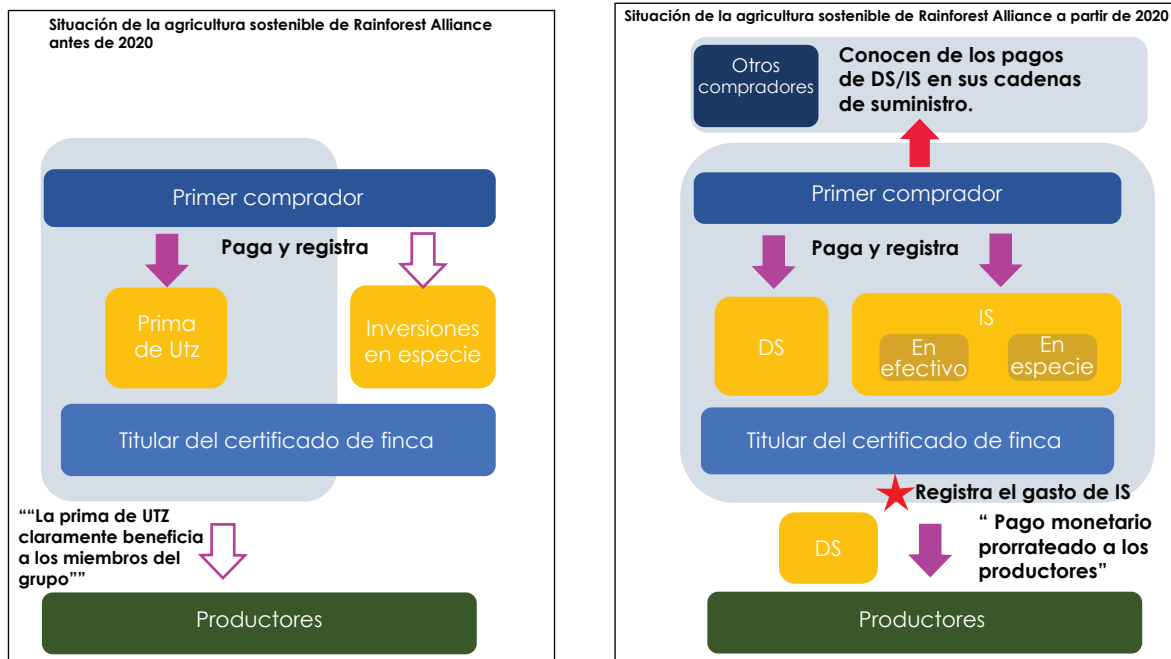 Situación de la agricultura sostenible de Rainforest Alliance
antes de 2020
Primer comprador
Paga y registra
Prima
de Utz
Inversiones
en especie
Titular del certificado de finca
““La prima de UTZ
claramente beneficia
a los miembros del
grupo””
Productores
Situación de la agricultura sostenible de Rainforest Alliance a partir de 2020
Otros
compradores
Conocen de los pagos
de DS/IS en sus cadenas
de suministro.
Primer comprador
Paga y registra
DS
IS
En
efectivo
En
especie
Titular del certificado de finca
Registra el gasto de IS
DS
“ Pago monetario
prorrateado a los
productores”
Productores